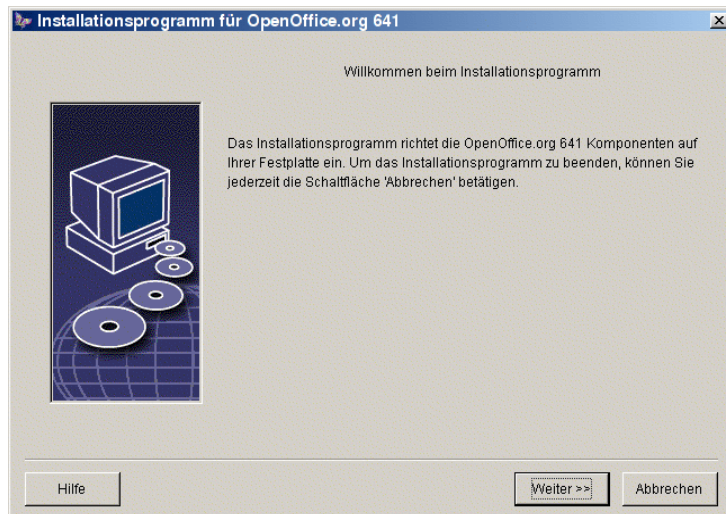 Installationsprogramm für OpenOffice.org 641
Willkommen beim Installationsprogramm
Das Installationsprogramm richtet die OpenOffice.org 641 Komponenten auf
Ihrer Festplatte ein. Um das Installationsprogramm zu beenden, können Sie
jederzeit die Schaltfläche 'Abbrechen' betätigen.
Hilfe
Weiter >>
Abbrechen